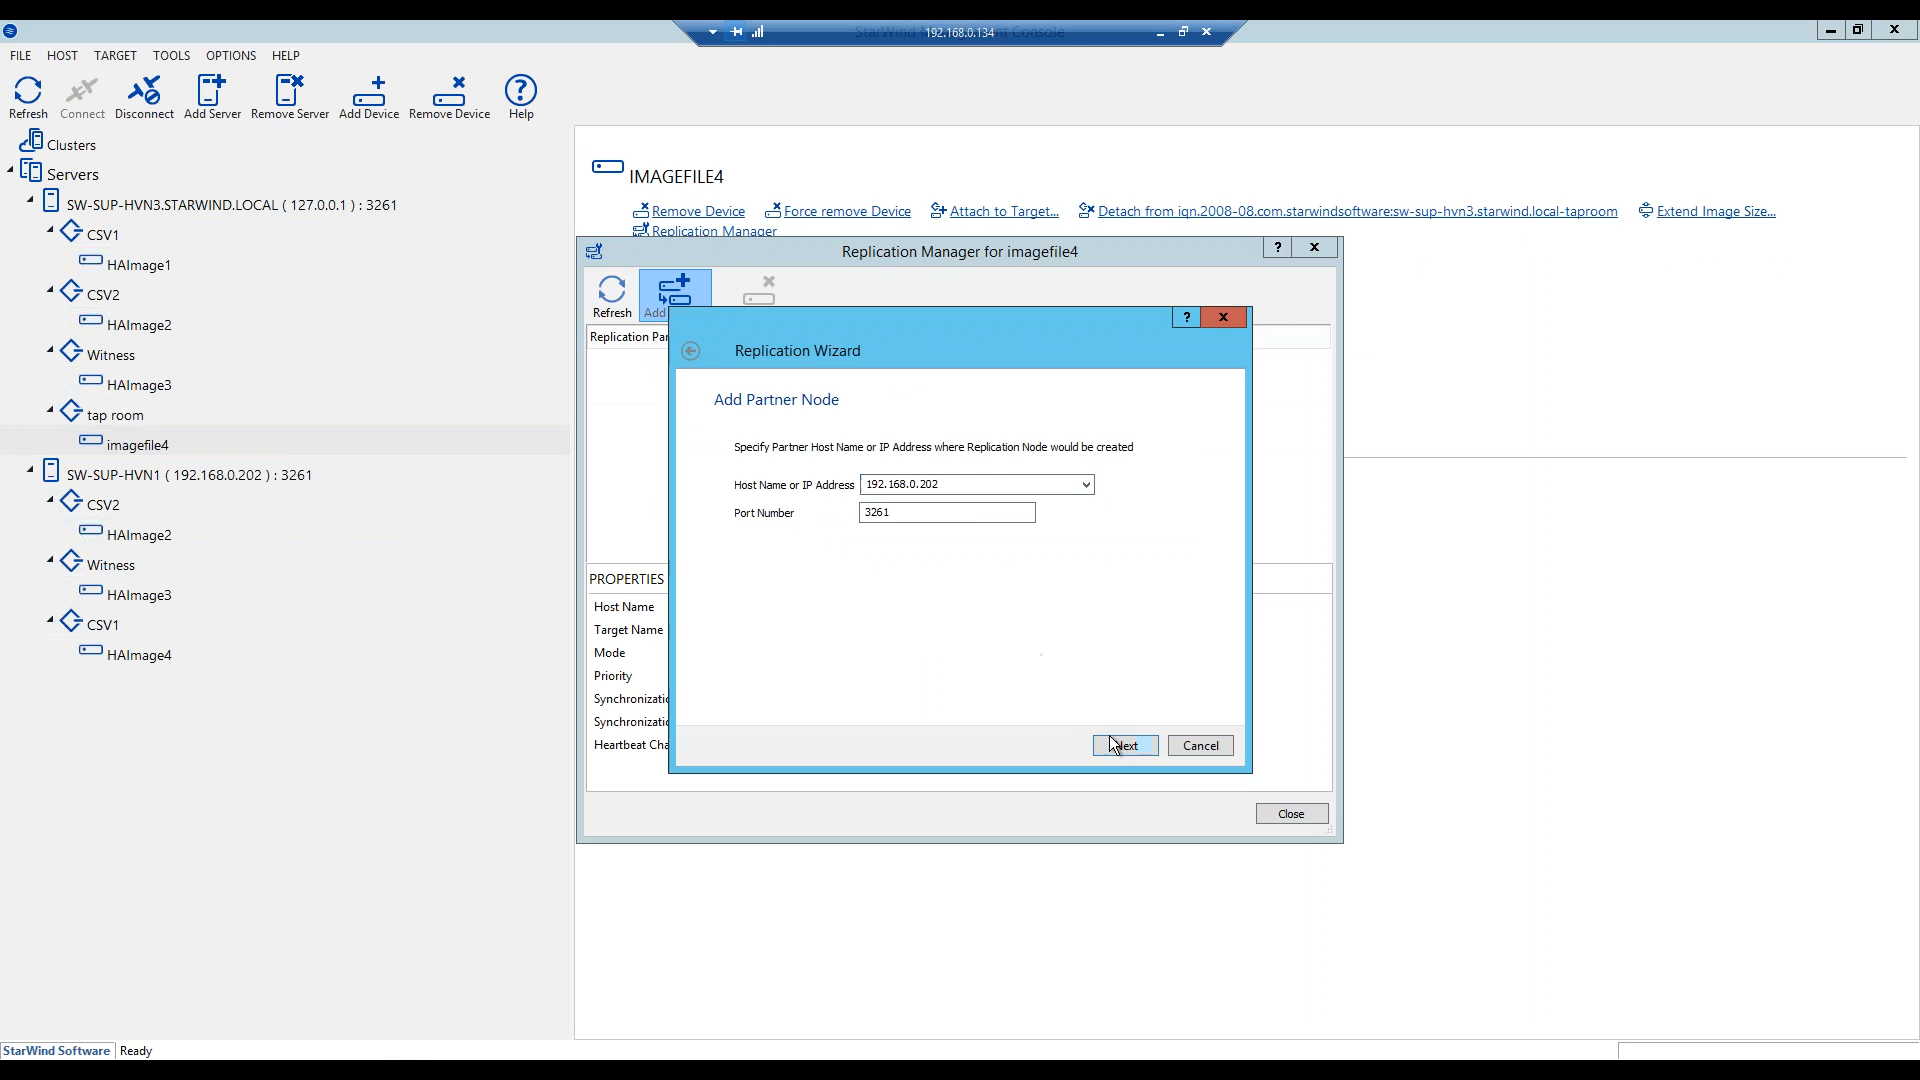 192.168.0.134
FILE HOST TARGET TOOLS OPTIONS HELP
Refresh Connect Disconnect Add Server Remove Server Add Device Remove Device Help
Clusters
Servers
SW-SUP-HVN3.STARWIND.LOCAL ( 127.0.0.1 ) : 3261
CSV1
HAImage1
CSV2
HAImage2
Witness
HAImage3
tap room
imagefile4
SW-SUP-HVN1 ( 192.168.0.202 ) : 3261
CSV2
HAImage2
Witness
HAImage3
CSV1
HAImage4
IMAGEFILE4
Remove Device Force remove Device Attach to Target... Detach from iqn.2008-08.com.starwindsoftware:sw-sup-hvn3.starwind.local-taproom Extend Image Size...
Replication Manager
Replication Manager for imagefile4
Refresh Add
Replication Par
PROPERTIES
Host Name
Target Name
Mode
Priority
Synchronizatio
Synchronizatio
Heartbeat Cha
Close
Replication Wizard
Add Partner Node
Specify Partner Host Name or IP Address where Replication Node would be created
Host Name or IP Address 192.168.0.202
Port Number 3261
Next Cancel
StarWind Software Ready